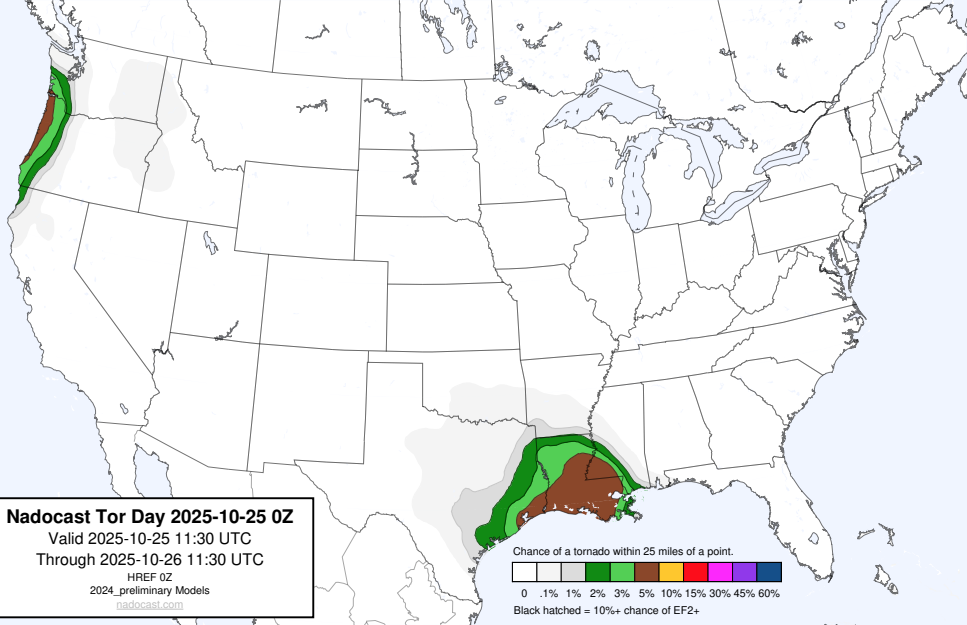 Nadocast Tor Day 2025-10-25 0Z
Valid 2025-10-25 11:30 UTC
Through 2025-10-26 11:30 UTC
HREF 0Z
2024_preliminary Models
nadocast.com
Chance of a tornado within 25 miles of a point.
0 .1% 1% 2% 3% 5% 10% 15% 30% 45% 60%
Black hatched = 10%+ chance of EF2+